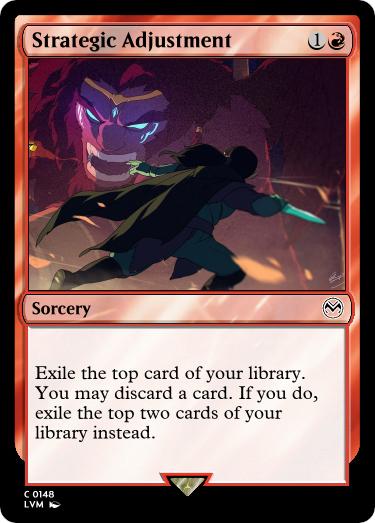 Strategic Adjustment 1
Sorcery
Exile the top card of your library.
You may discard a card. If you do,
exile the top two cards of your
library instead.
C 0148
LVM